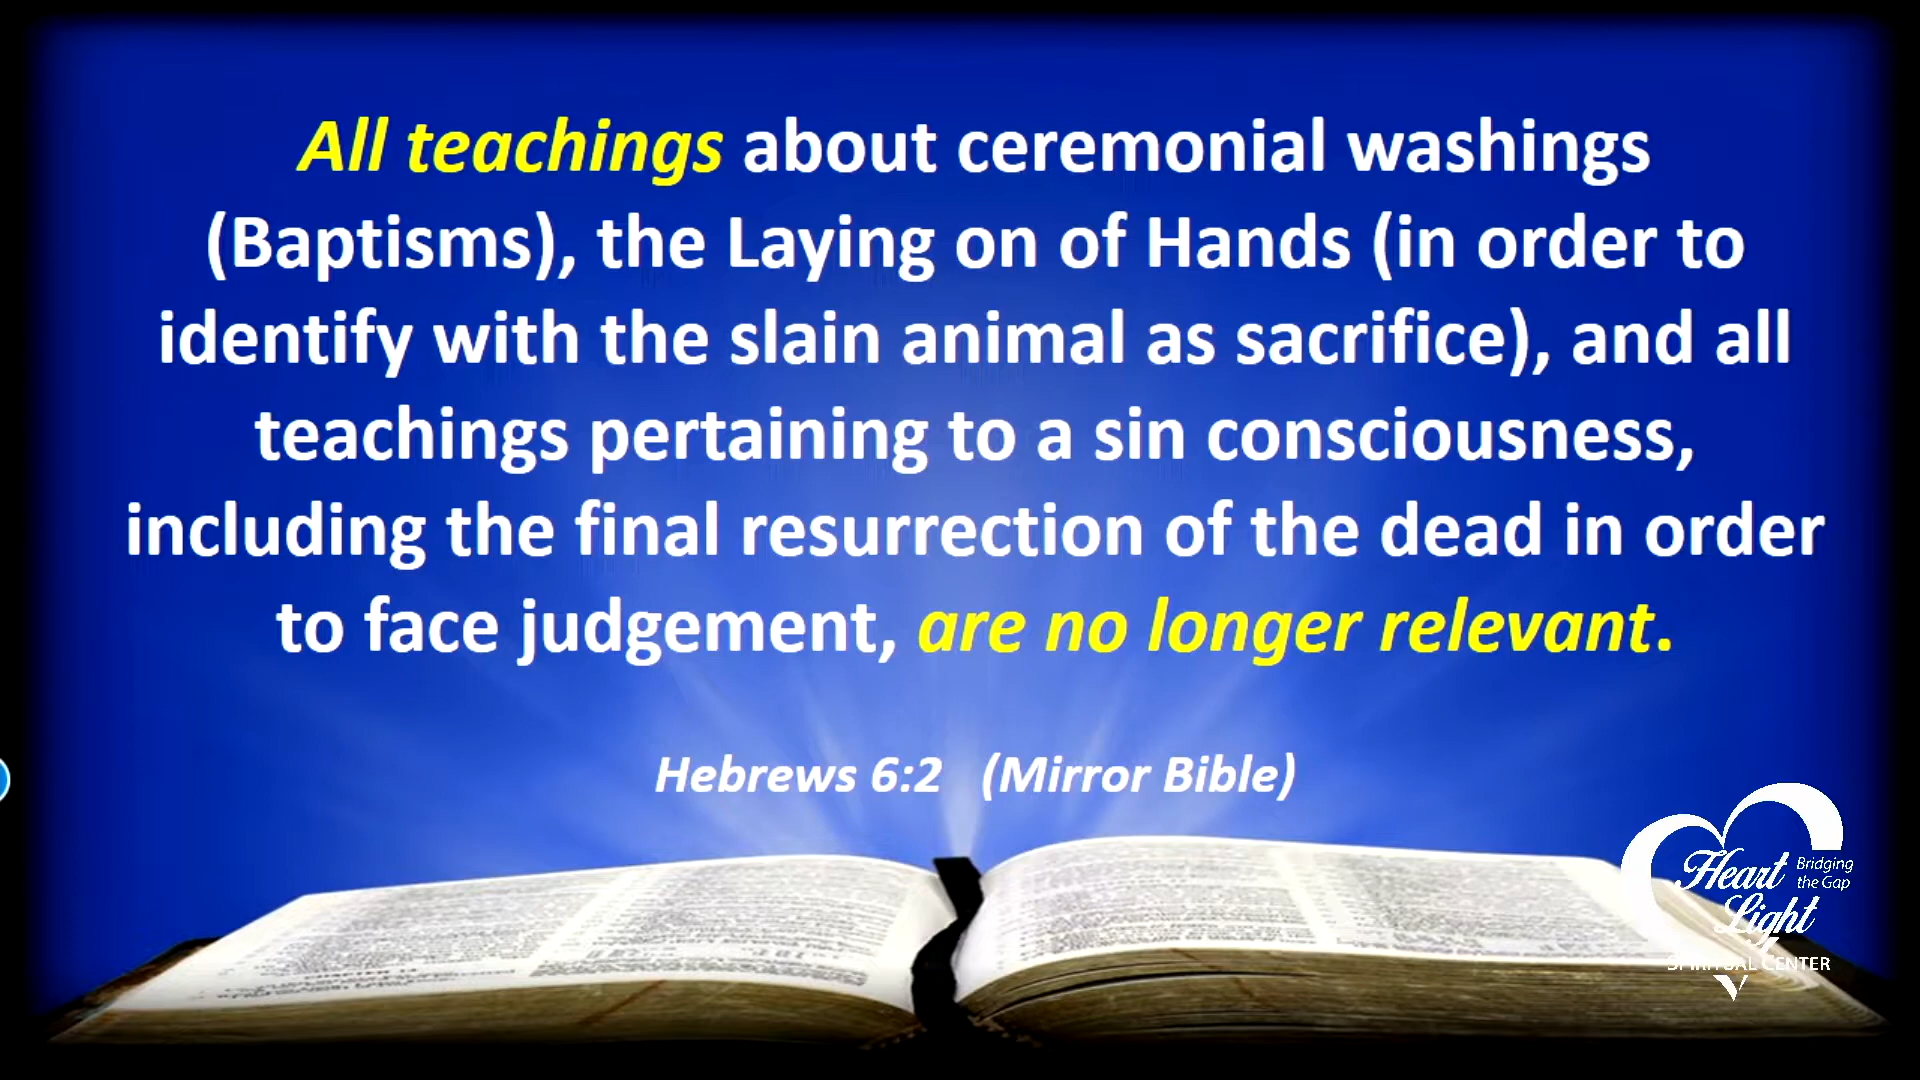 All teachings about ceremonial washings
(Baptisms), the Laying on of Hands (in order to
identify with the slain animal as sacrifice), and all
teachings pertaining to a sin consciousness,
including the final resurrection of the dead in order
to face judgement, are no longer relevant.
Hebrews 6:2 (Mirror Bible)
Heart
Light
Bridging
the Gap
SPIRITUAL CENTER